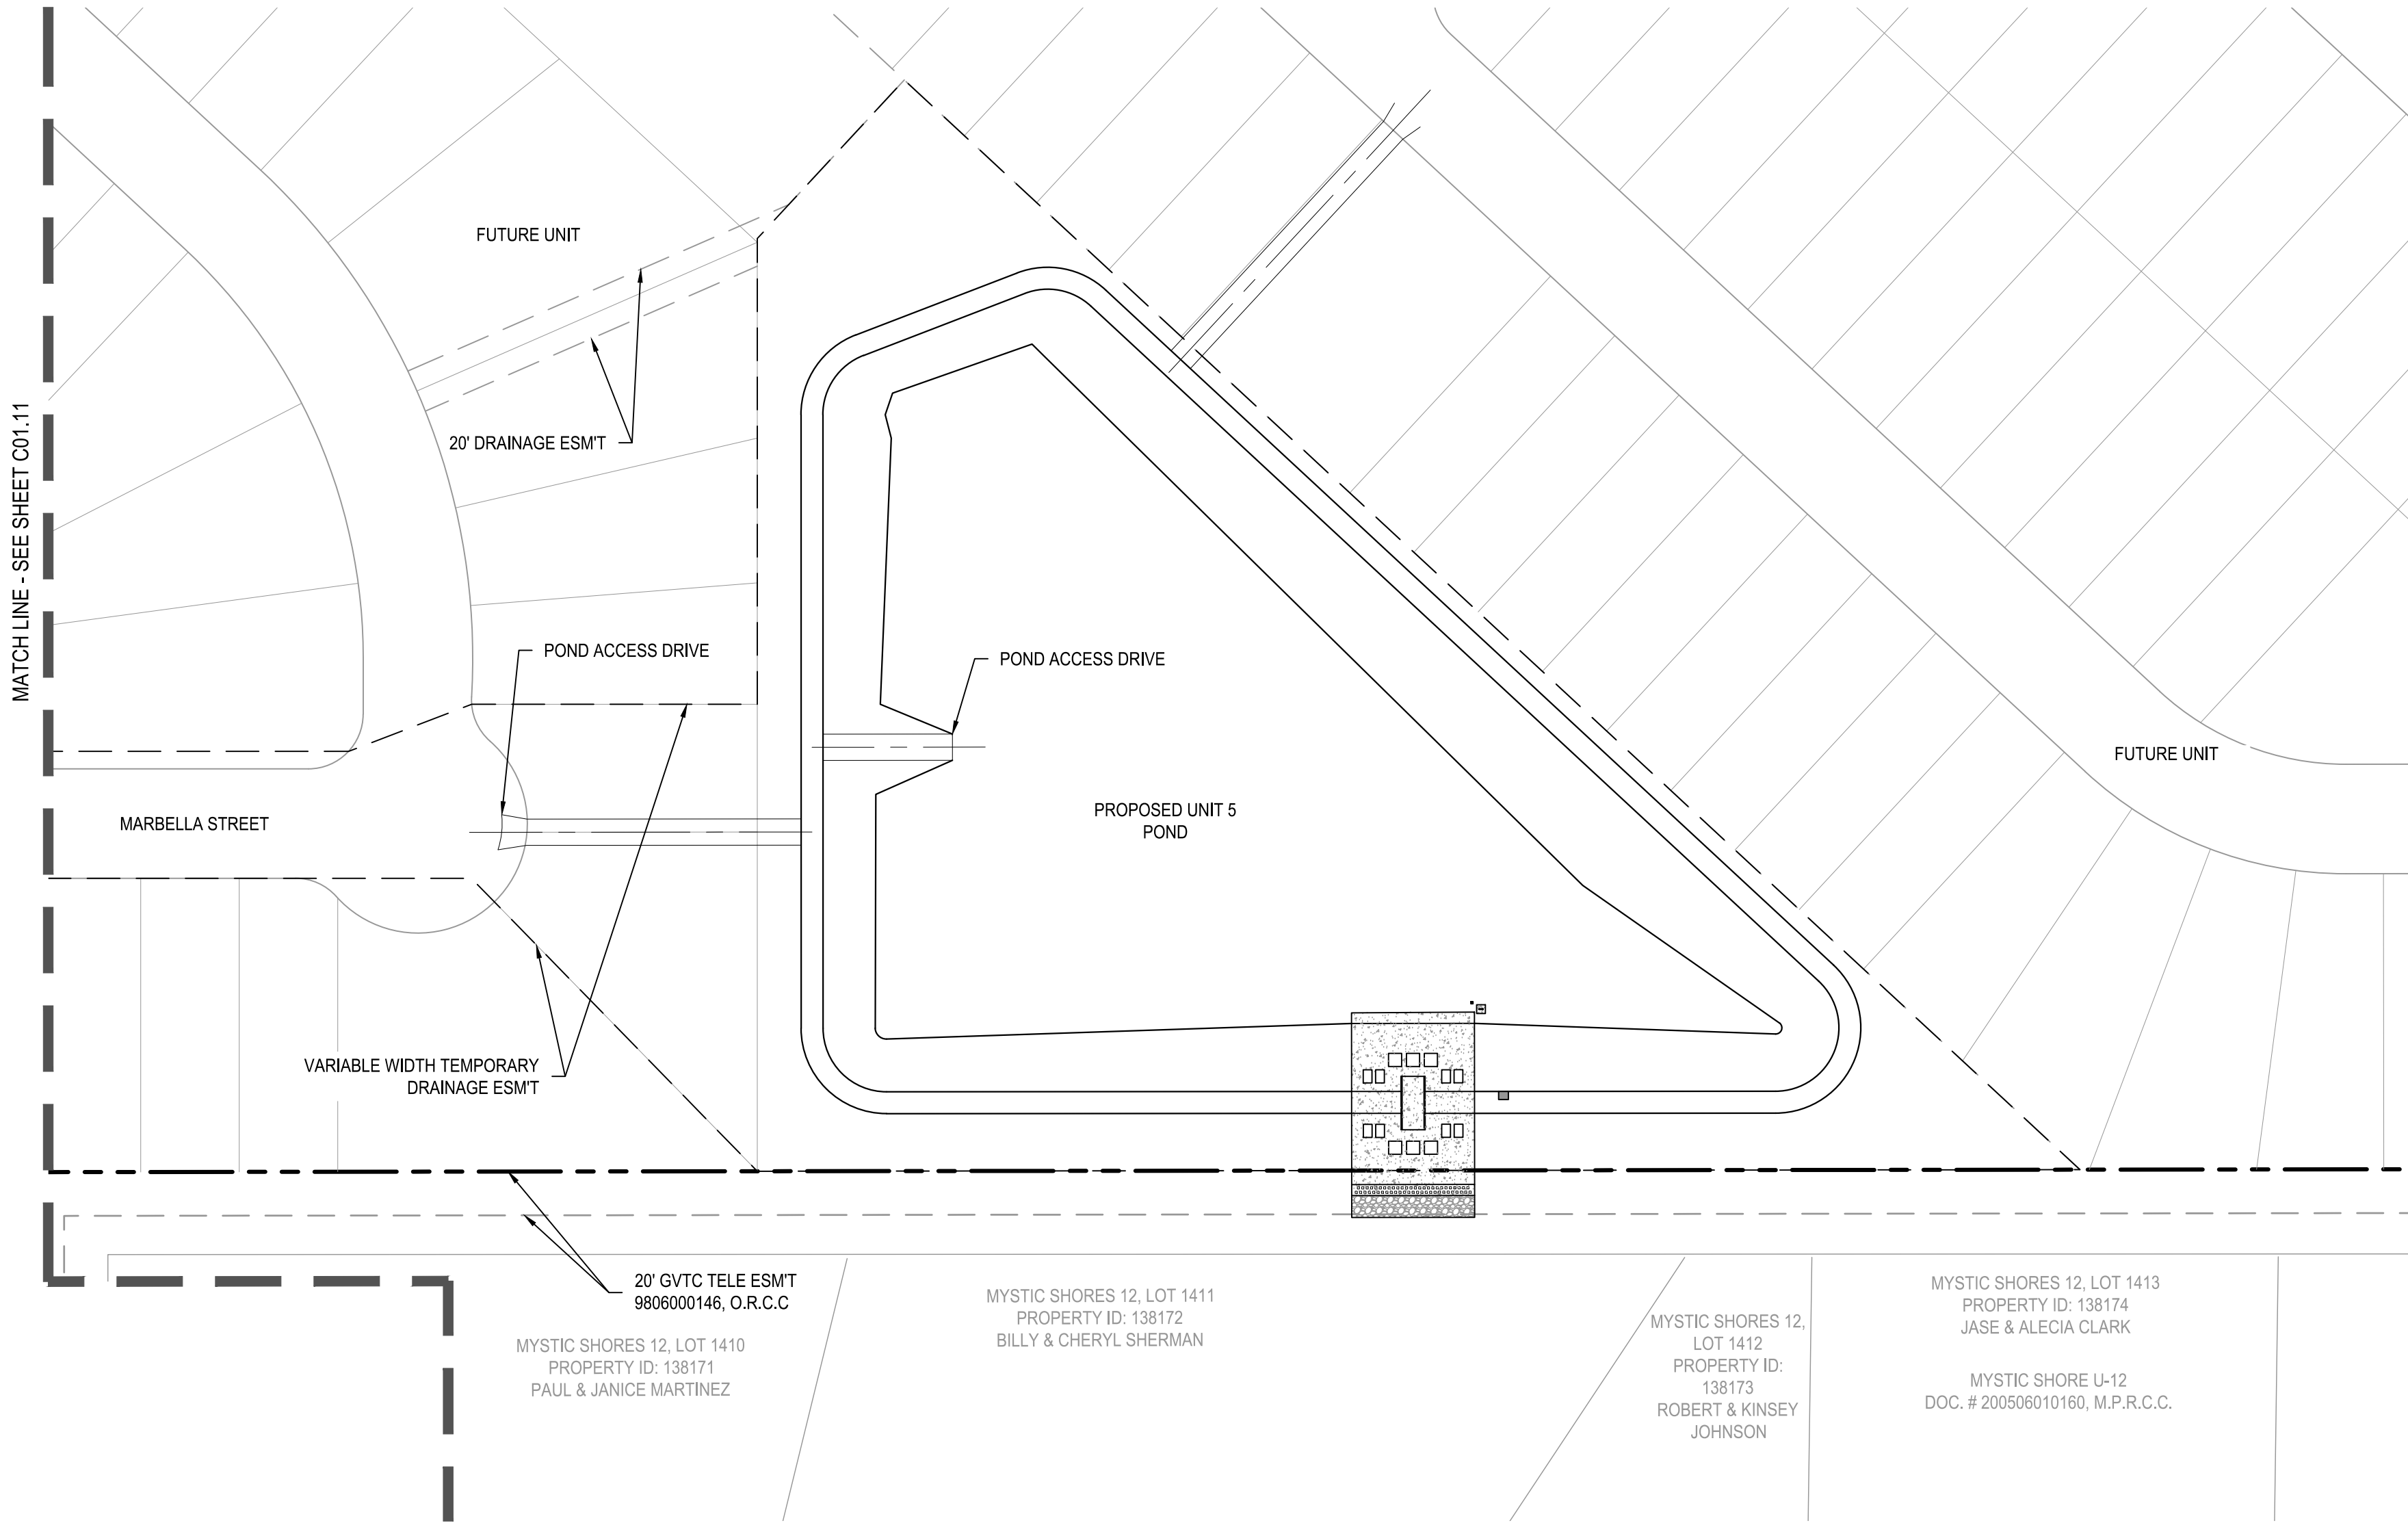 MATCH LINE - SEE SHEET C01.11
FUTURE UNIT
20' DRAINAGE ESM'T
POND ACCESS DRIVE
POND ACCESS DRIVE
FUTURE UNIT
MARBELLA STREET
PROPOSED UNIT 5
POND
VARIABLE WIDTH TEMPORARY
DRAINAGE ESM'T
20' GVTC TELE ESM'T
9806000146, O.R.C.C
MYSTIC SHORES 12, LOT 1410
PROPERTY ID: 138171
PAUL & JANICE MARTINEZ
MYSTIC SHORES 12, LOT 1411
PROPERTY ID: 138172
BILLY & CHERYL SHERMAN
MYSTIC SHORES 12,
LOT 1412
PROPERTY ID:
138173
ROBERT & KINSEY
JOHNSON
MYSTIC SHORES 12, LOT 1413
PROPERTY ID: 138174
JASE & ALECIA CLARK
MYSTIC SHORE U-12
DOC. # 200506010160, M.P.R.C.C.